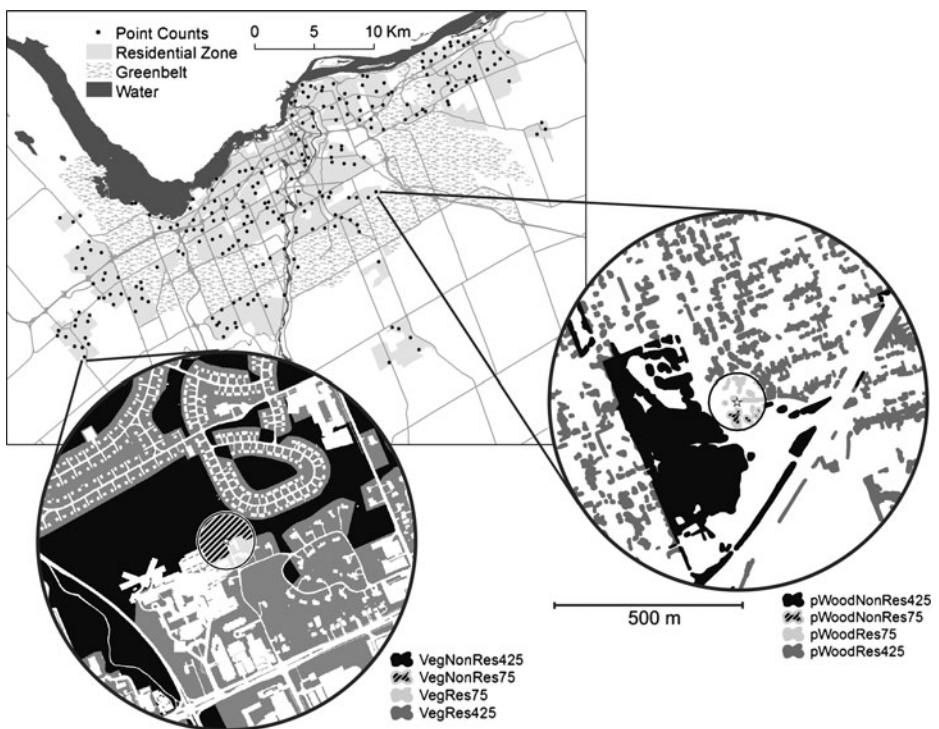 Point Counts
Residential Zone
Greenbelt
Water
0 5 10 Km
500 m
pWoodNonRes425
pWoodNonRes75
pWoodRes75
pWoodRes425
VegNonRes425
VegNonRes75
VegRes75
VegRes425